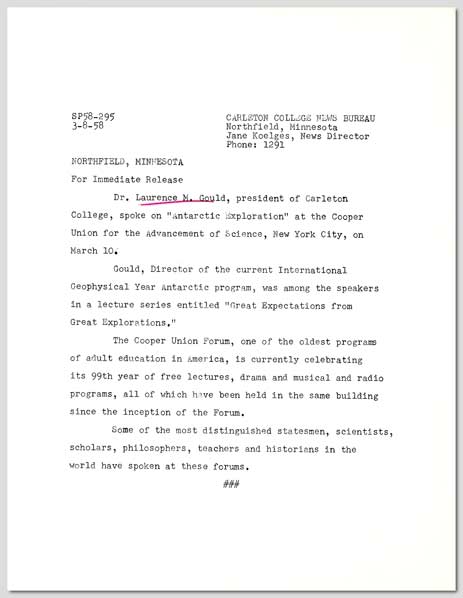 SP58-295
3-8-58
CARLETON COLLEGE NEWS BUREAU
Northfield, Minnesota
Jane Koelges, News Director
Phone: 1291
NORTHFIELD, MINNESOTA
For Immediate Release
Dr. Laurence M. Gould, president of Carleton
College, spoke on "Antarctic Exploration" at the Cooper
Union for the Advancement of Science, New York City, on
March 10.
Gould, Director of the current International
Geophysical Year Antarctic program, was among the speakers
in a lecture series entitled "Great Expectations from
Great Explorations."
The Cooper Union Forum, one of the oldest programs
of adult education in America, is currently celebrating
its 99th year of free lectures, drama and musical and radio
programs, all of which have been held in the same building
since the inception of the Forum.
Some of the most distinguished statesmen, scientists,
scholars, philosophers, teachers and historians in the
world have spoken at these forums.
###